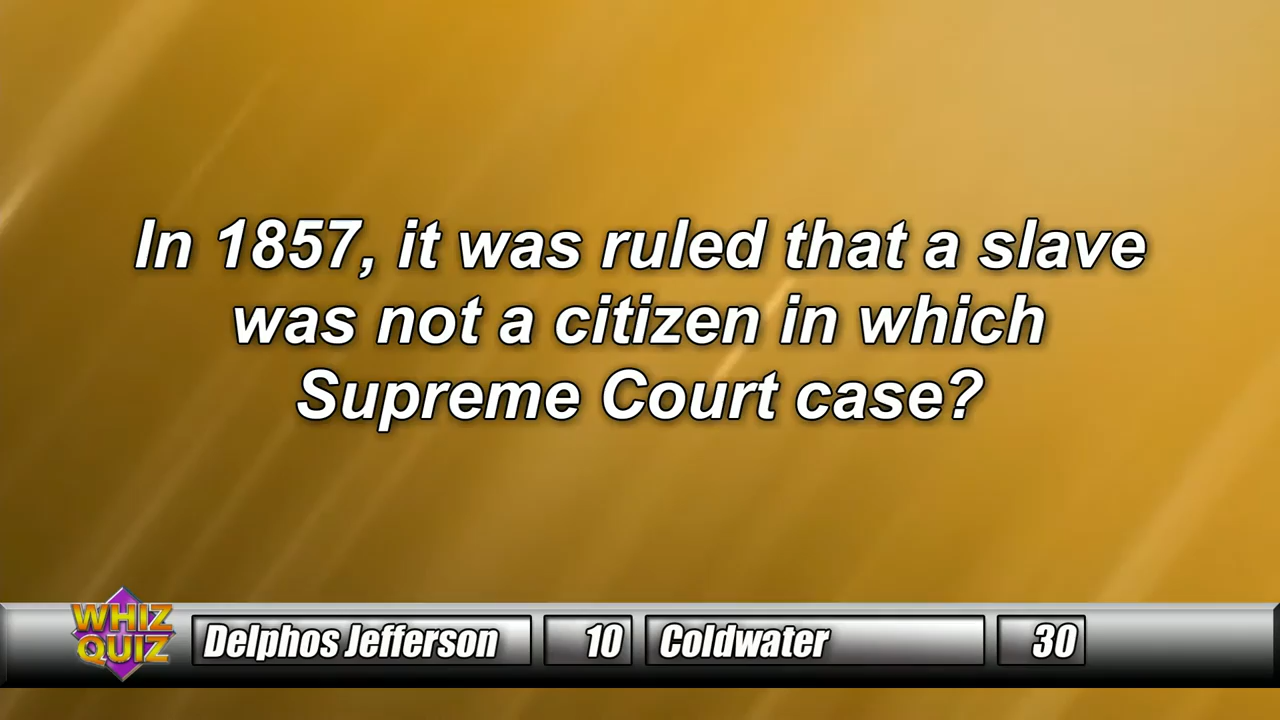 In 1857, it was ruled that a slave
was not a citizen in which
Supreme Court case?
WHIZ
QUIZ
Delphos Jefferson 10 Coldwater 30